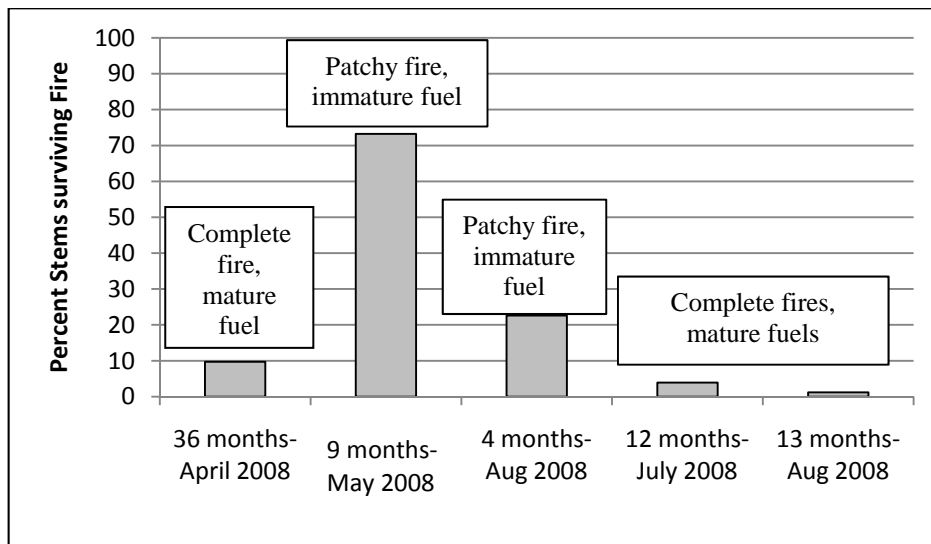 Percent Stems surviving Fire
100
90
80
70
60
50
40
30
20
10
0
Patchy fire,
immature fuel
Complete
fire,
mature
fuel
Patchy fire,
immature
fuel
Complete fires,
mature fuels
36 months-
April 2008
9 months-
May 2008
4 months-
Aug 2008
12 months-
July 2008
13 months-
Aug 2008